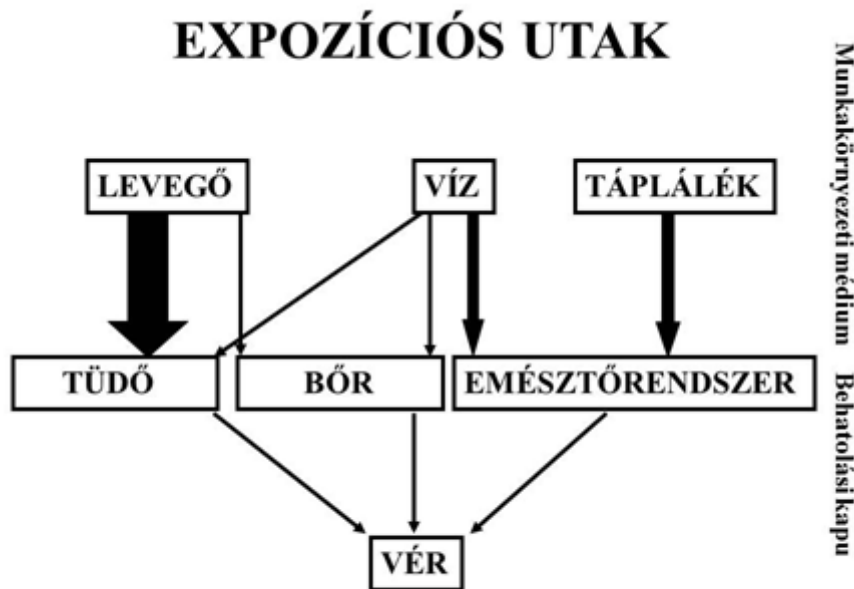 EXPOZÍCIÓS UTAK
LEVEGŐ
VÍZ
TÁPLÁLÉK
TÜDŐ
BŐR
EMÉSZTŐRENDSZER
VÉR
Munkakörnyezeti médium
Behatolási kapu